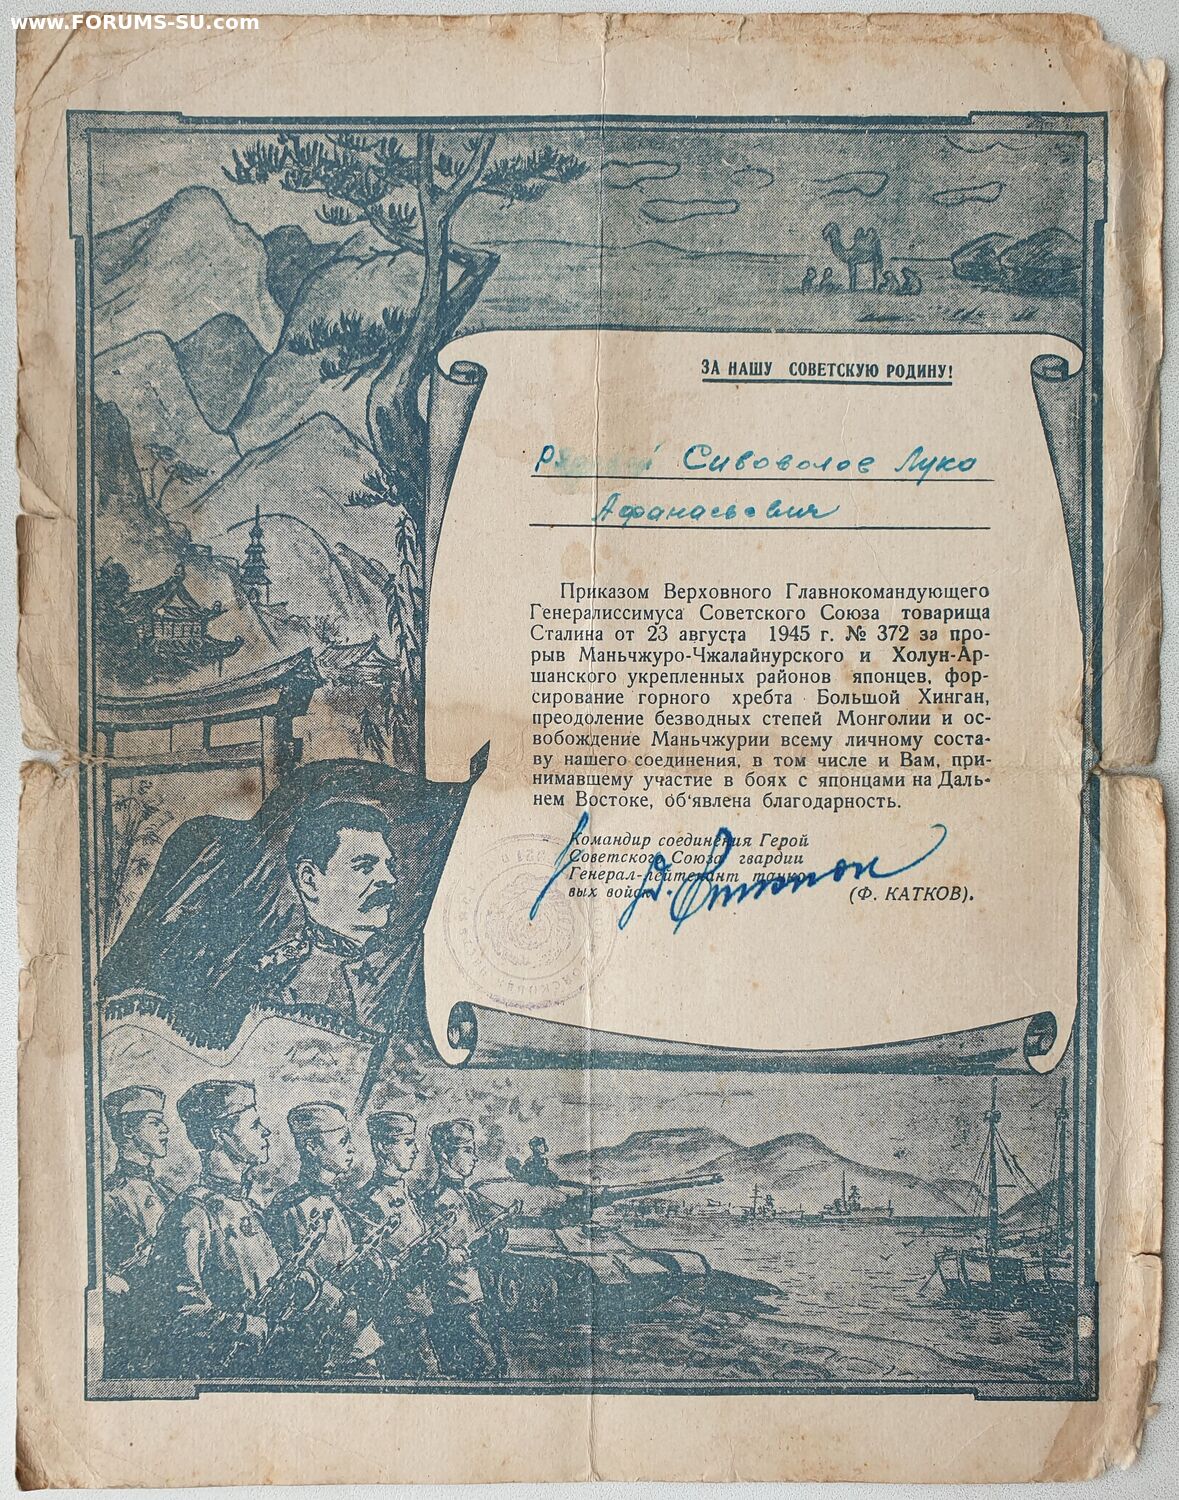 www.FORUMS-SU.com
ЗА НАШУ СОВЕТСКУЮ РОДИНУ!
Сивоволов Лука
Афанасьевич
Приказом Верховного Главнокомандующего
Генералиссимуса Советского Союза товарища
Сталина от 23 августа 1945 г. № 372 за про-
рыв Маньчжуро-Чжалайнурского и Холун-Ар-
шанского укрепленных районов японцев, фор-
сирование горного хребта Большой Хинган,
преодоление безводных степей Монголии и ос-
вобождение Маньчжурии всему личному соста-
ву нашего соединения, в том числе и Вам, при-
нимавшему участие в боях с японцами на Даль-
нем Востоке, об‘явлена благодарность.
Командир соединения Герой
Советского Союза гвардии
Генерал-лейтенант танко-
вых войск
(Ф. КАТКОВ).